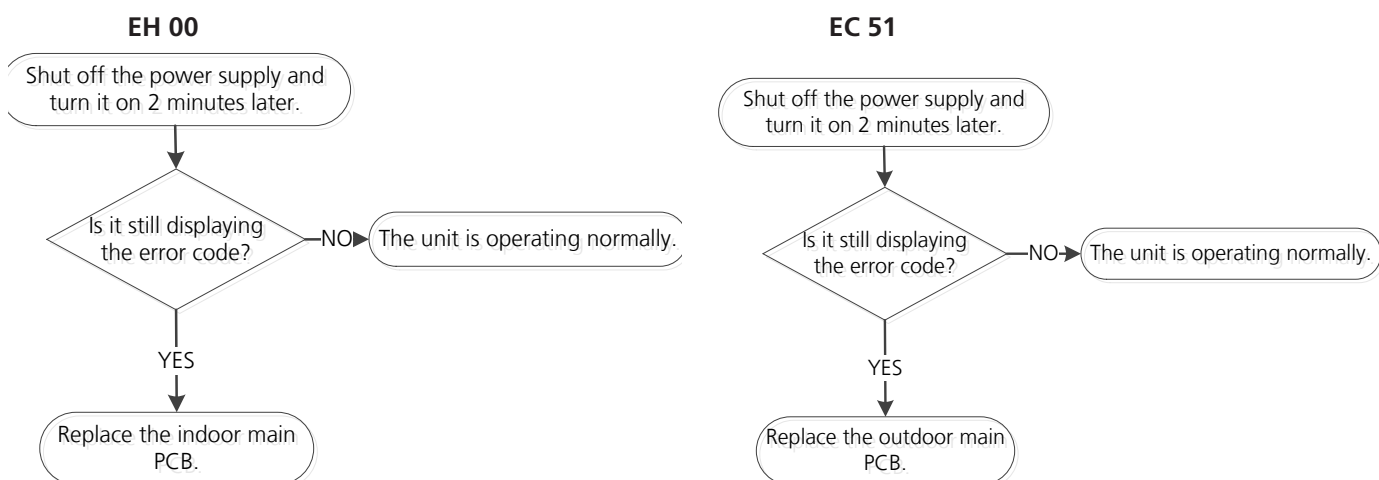 EH 00
Shut off the power supply and
turn it on 2 minutes later.
Is it still displaying
the error code?
NO
The unit is operating normally.
YES
Replace the indoor main
PCB.
EC 51
Shut off the power supply and
turn it on 2 minutes later.
Is it still displaying
the error code?
NO
The unit is operating normally.
YES
Replace the outdoor main
PCB.